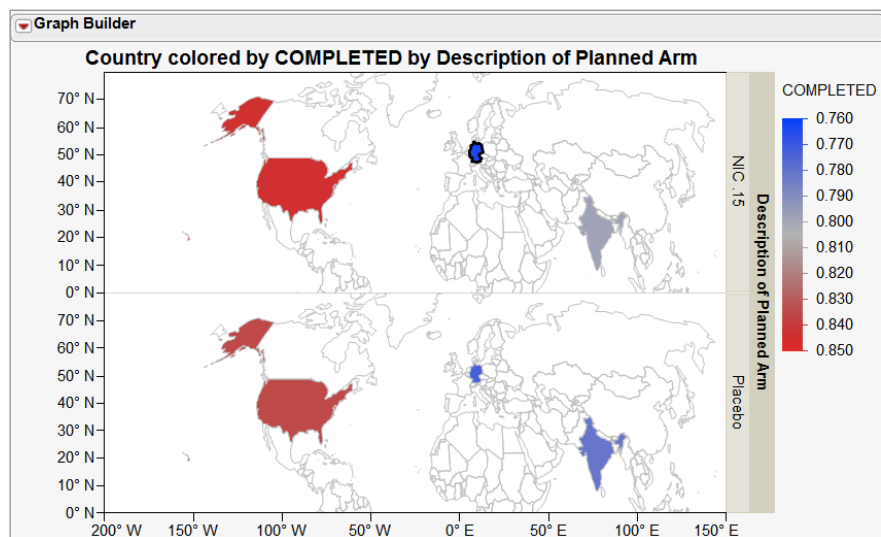 Graph Builder
Country colored by COMPLETED by Description of Planned Arm
70° N
60° N
50° N
40° N
30° N
20° N
10° N
0° N
NIC .15
70° N
60° N
50° N
40° N
30° N
20° N
10° N
0° N
Placebo
200° W 150° W 100° W 50° W 0° E 50° E 100° E 150° E
Description of Planned Arm
COMPLETED
0.760
0.770
0.780
0.790
0.800
0.810
0.820
0.830
0.840
0.850